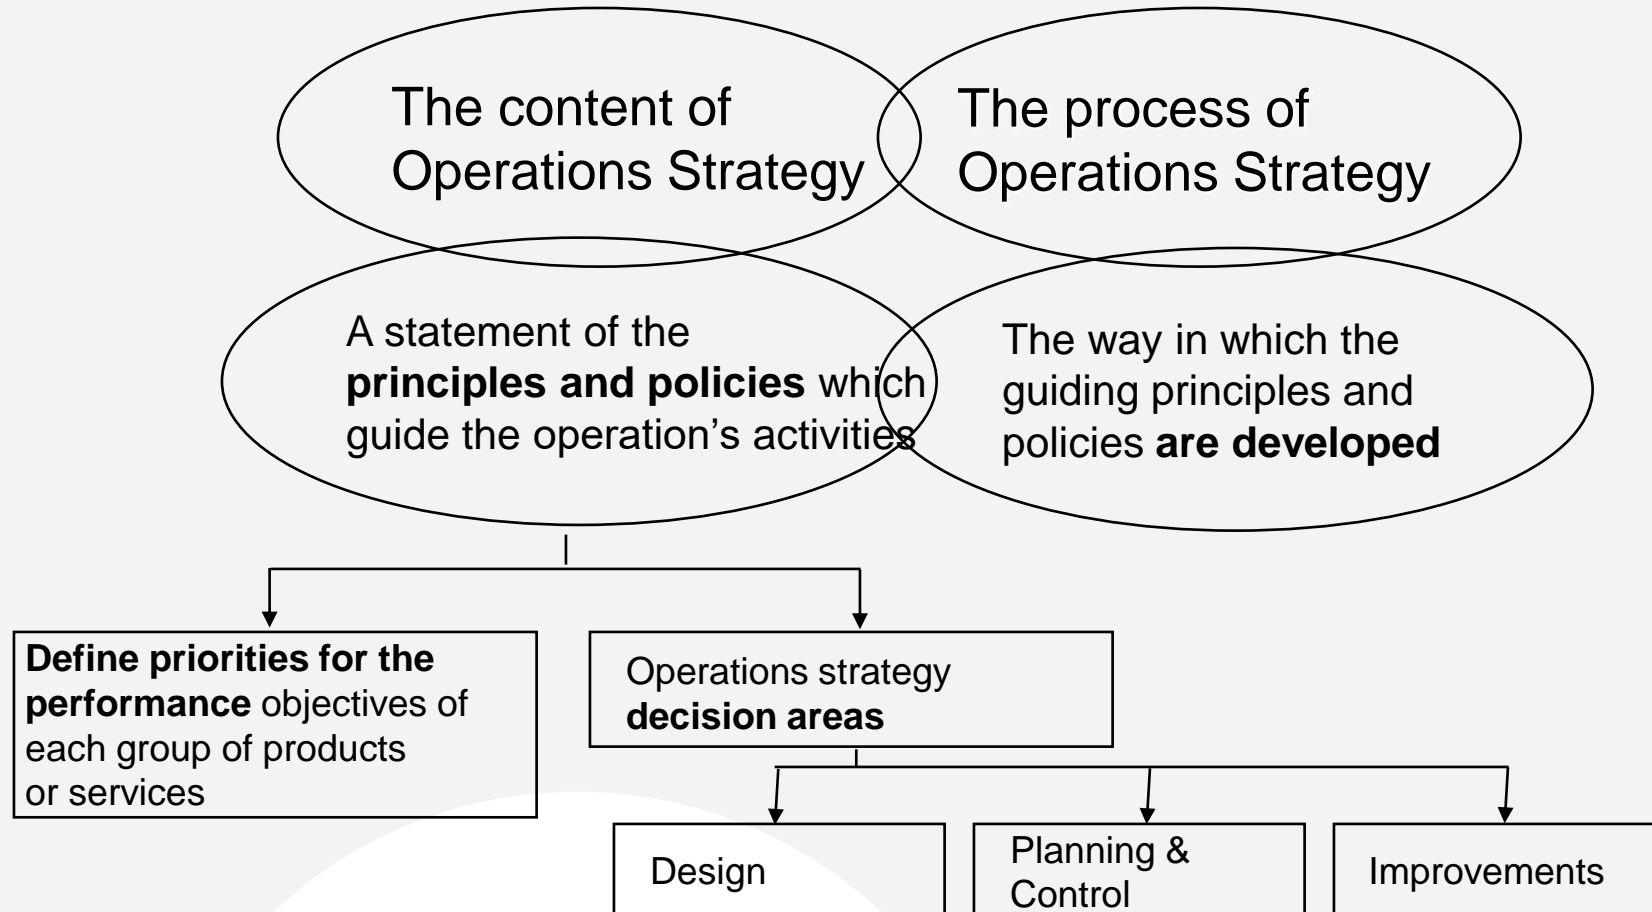 The content of
Operations Strategy
The process of
Operations Strategy
A statement of the
principles and policies which
guide the operation’s activities
The way in which the
guiding principles and
policies are developed
Define priorities for the
performance objectives of
each group of products
or services
Operations strategy
decision areas
Design
Planning &
Control
Improvements